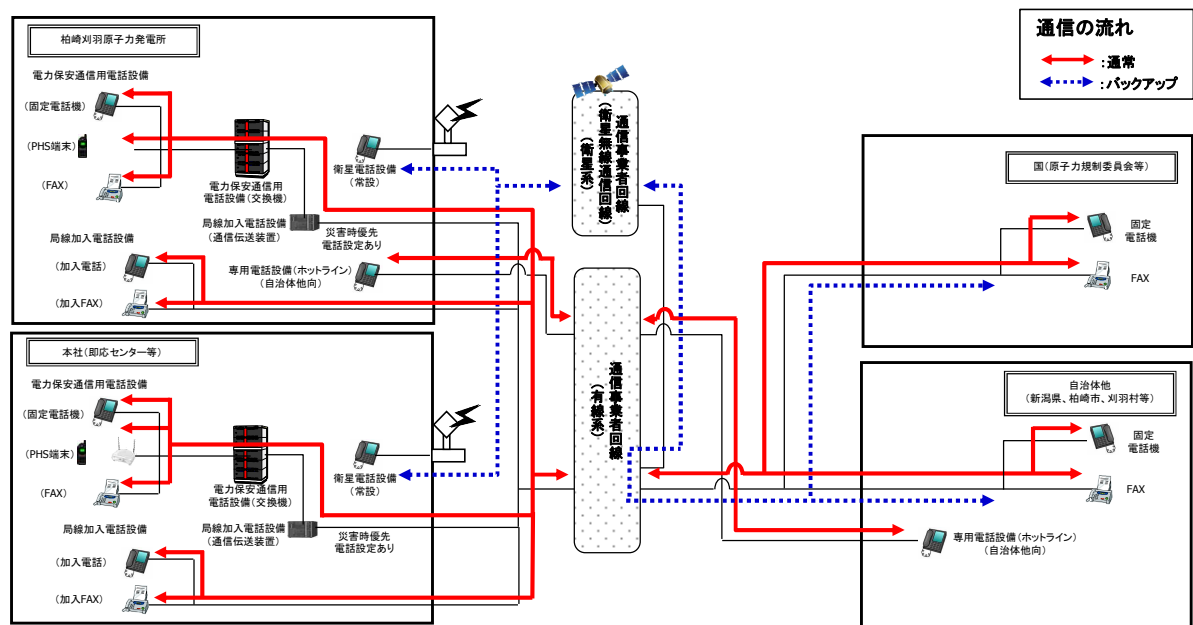 柏崎刈羽原子力発電所
電力保安通信用電話設備
(固定電話機)
(PHS端末)
(FAX)
電力保安通信用
電話設備(交換機)
衛星電話設備
(常設)
局線加入電話設備
(通信伝送装置)
災害時優先
電話設定あり
局線加入電話設備
(加入電話)
(加入FAX)
専用電話設備(ホットライン)
(自治体他向)
本社(即応センター等)
電力保安通信用電話設備
(固定電話機)
(PHS端末)
(FAX)
電力保安通信用
電話設備(交換機)
衛星電話設備
(常設)
局線加入電話設備
(通信伝送装置)
災害時優先
電話設定あり
局線加入電話設備
(加入電話)
(加入FAX)
通信事業者回線
(衛星無線通信回線)
(衛星系)
通信事業者回線
(有線系)
通信の流れ
:通常
:バックアップ
国(原子力規制委員会等)
固定
電話機
FAX
自治体他
(新潟県、柏崎市、刈羽村等)
固定
電話機
FAX
専用電話設備(ホットライン)
(自治体他向)